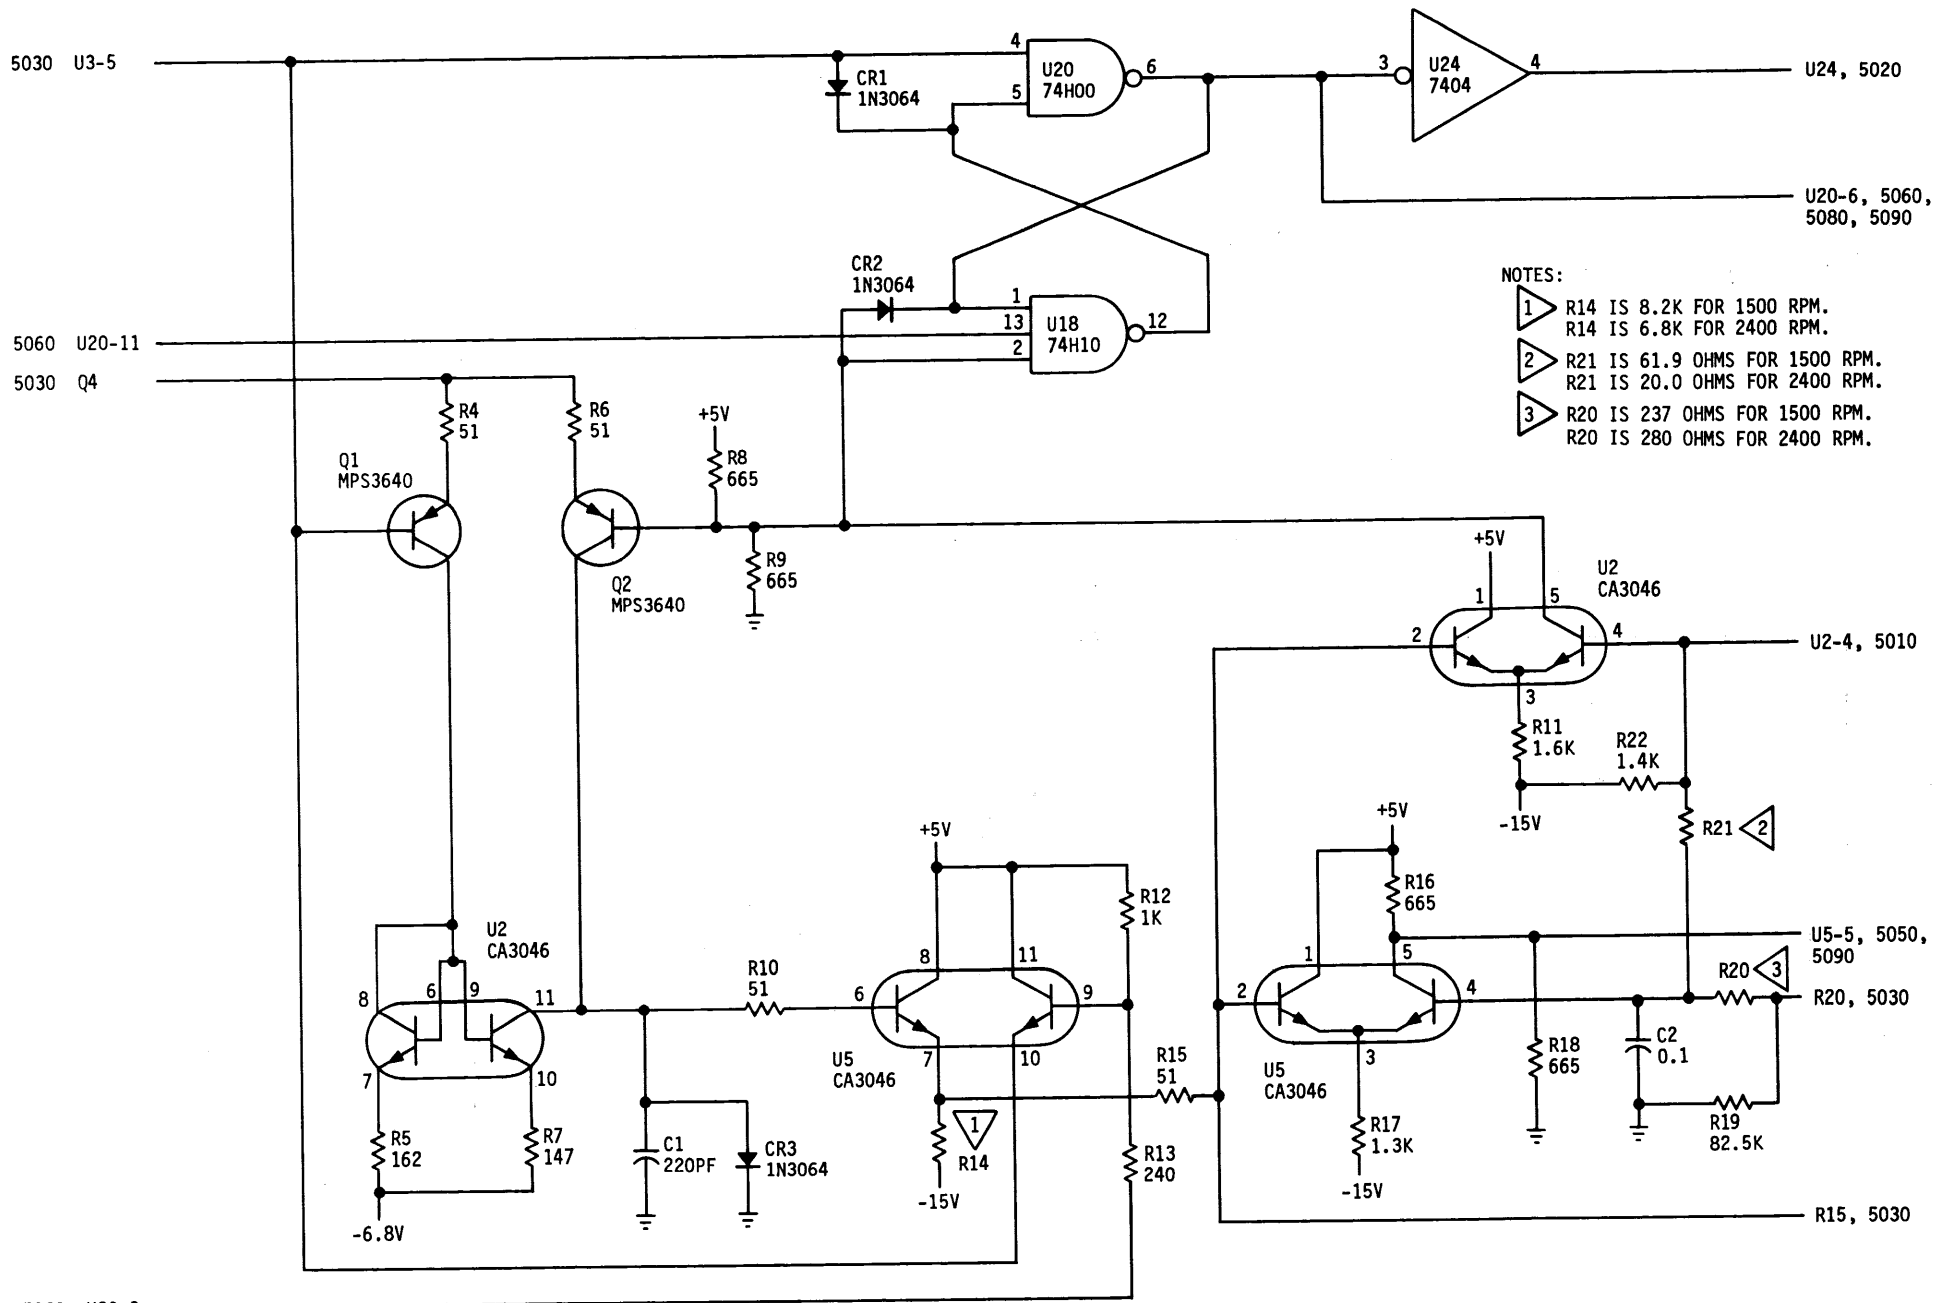 5030 U3-5
4
5
CR1
1N3064
U20
74H00
6
3
U24
7404
4
U24, 5020
U20-6, 5060,
5080, 5090
CR2
1N3064
1
13
2
U18
74H10
12
5060 U20-11
5030 Q4
NOTES:
1 R14 IS 8.2K FOR 1500 RPM.
R14 IS 6.8K FOR 2400 RPM.
2 R21 IS 61.9 OHMS FOR 1500 RPM.
R21 IS 20.0 OHMS FOR 2400 RPM.
3 R20 IS 237 OHMS FOR 1500 RPM.
R20 IS 280 OHMS FOR 2400 RPM.
R4
51
R6
51
+5V
R8
665
Q1
MPS3640
R9
665
Q2
MPS3640
+5V
U2
CA3046
1
5
2
4
3
U2-4, 5010
R11
1.6K
R22
1.4K
-15V
R21 2
+5V
R16
665
+5V
R12
1K
U2
CA3046
8
6
9
11
7
10
R10
51
8
11
6
9
7
10
U5
CA3046
R15
51
1
5
2
4
3
U5
CA3046
U5-5, 5050,
5090
R20 3
R20, 5030
C2
0.1
R18
665
R19
82.5K
R17
1.3K
-15V
R5
162
R7
147
-6.8V
C1
220PF
CR3
1N3064
1
R14
-15V
R13
240
R15, 5030